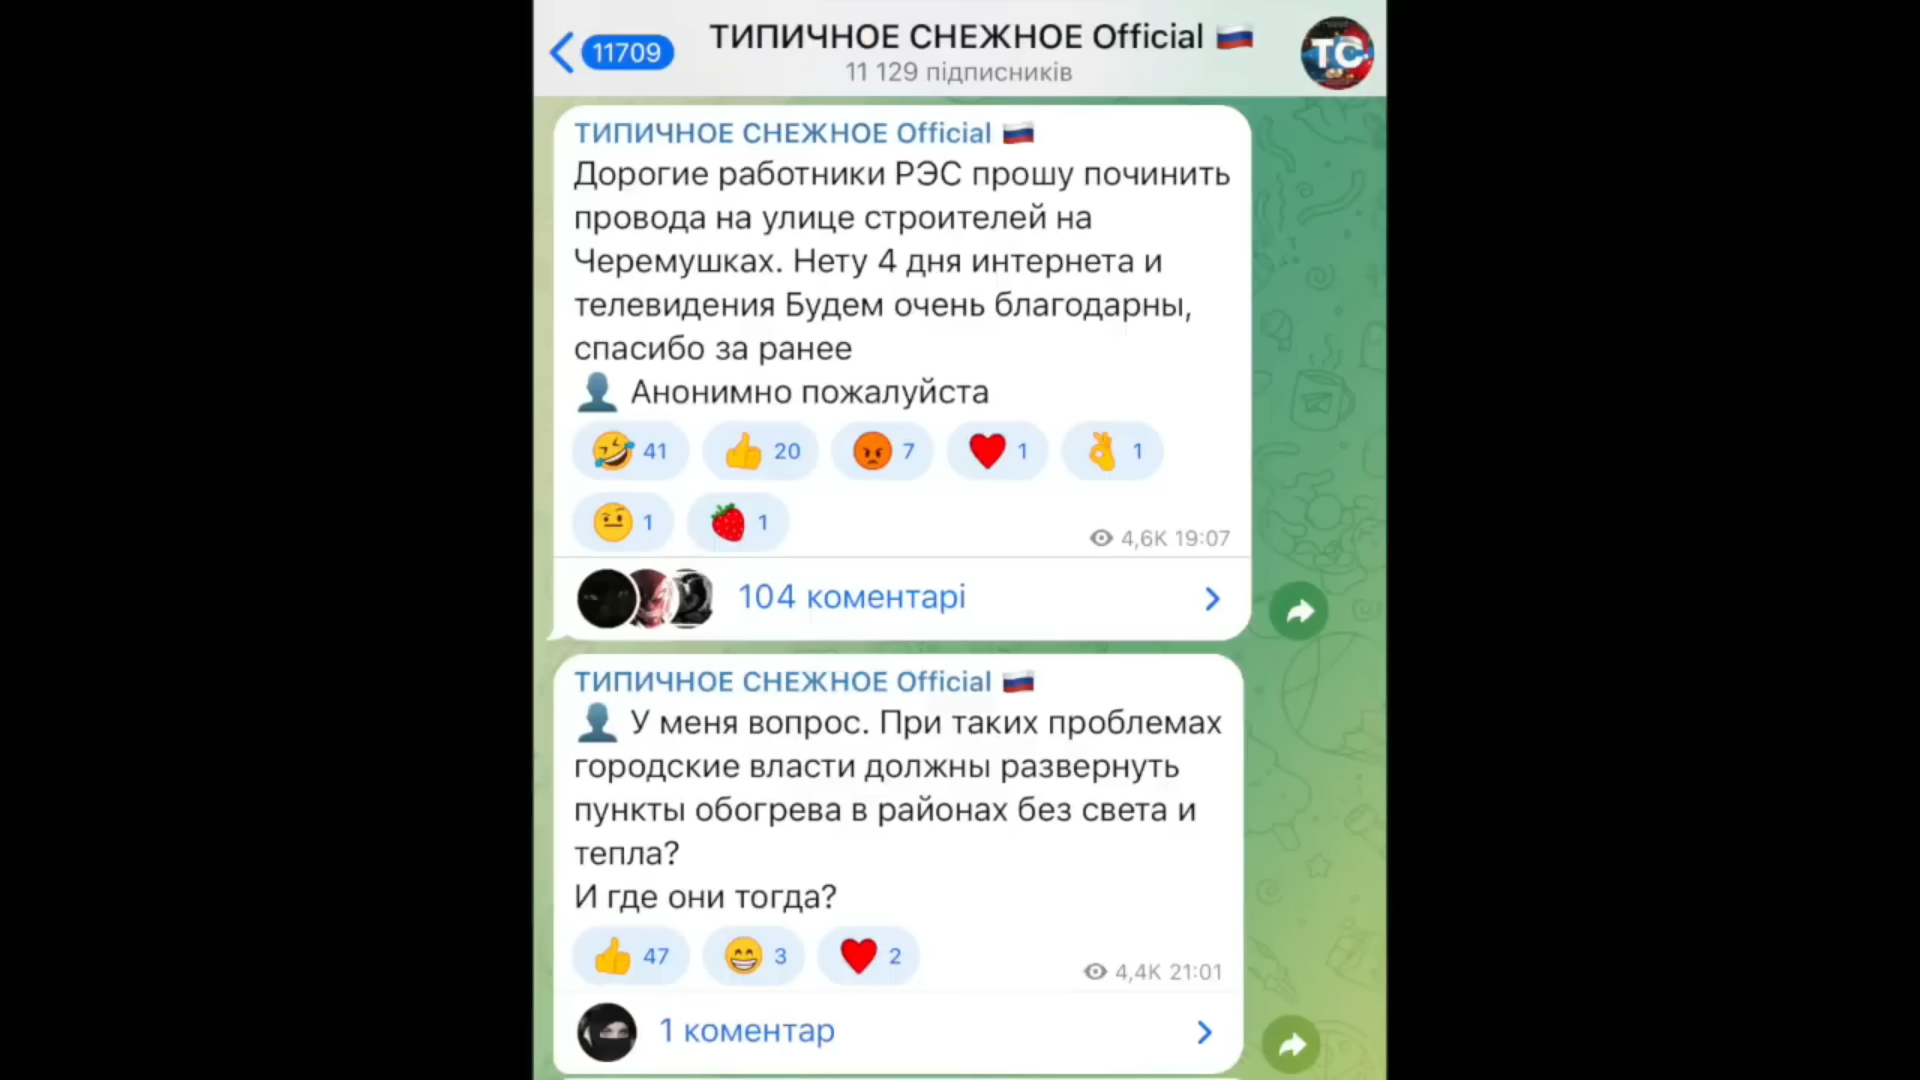 11709
ТИПИЧНОЕ СНЕЖНОЕ Official
11 129 підписників
ТС
ТИПИЧНОЕ СНЕЖНОЕ Official
Дорогие работники РЭС прошу починить
провода на улице строителей на
Черемушках. Нету 4 дня интернета и
телевидения Будем очень благодарны,
спасибо за ранее
Анонимно пожалуйста
41 20 7 1 1
1 1
4,6K 19:07
104 коментарі
ТИПИЧНОЕ СНЕЖНОЕ Official
У меня вопрос. При таких проблемах
городские власти должны развернуть
пункты обогрева в районах без света и
тепла?
И где они тогда?
47 3 2
4,4K 21:01
1 коментар